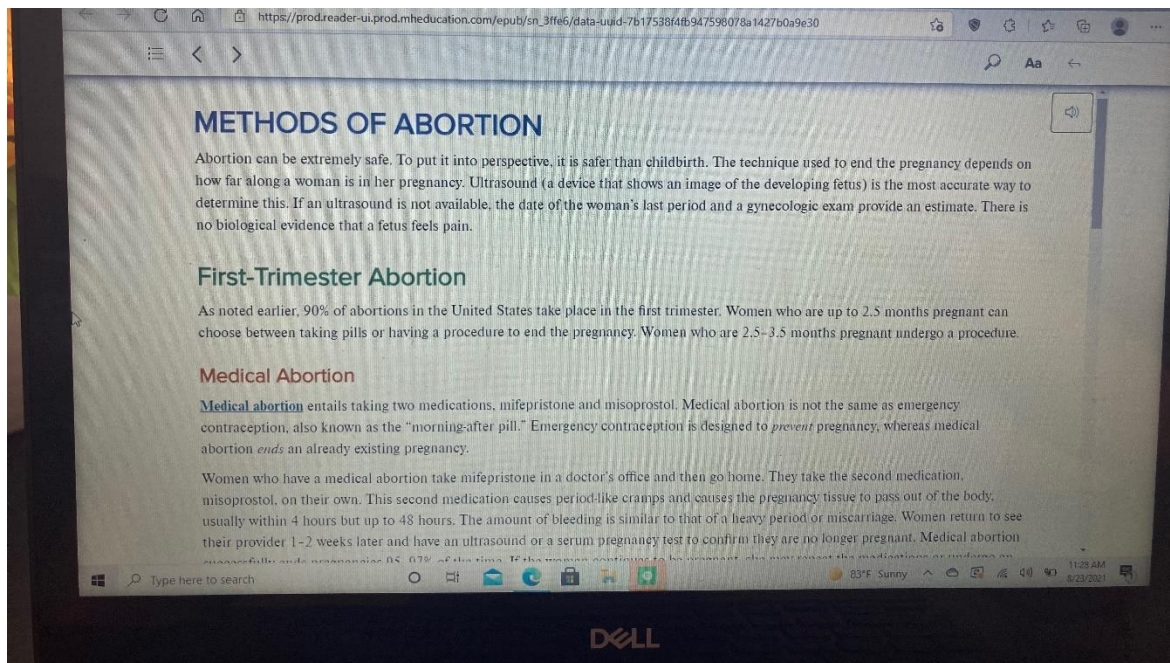 https://prod.reader-ui.prod.mheducation.com/epub/sn_3ffe6/data-uuid-7b17538f4fb947598078a1427b0a9e30
Aa
METHODS OF ABORTION
Abortion can be extremely safe. To put it into perspective, it is safer than childbirth. The technique used to end the pregnancy depends on
how far along a woman is in her pregnancy. Ultrasound (a device that shows an image of the developing fetus) is the most accurate way to
determine this. If an ultrasound is not available, the date of the woman's last period and a gynecologic exam provide an estimate. There is
no biological evidence that a fetus feels pain.
First-Trimester Abortion
As noted earlier, 90% of abortions in the United States take place in the first trimester. Women who are up to 2.5 months pregnant can
choose between taking pills or having a procedure to end the pregnancy. Women who are 2.5–3.5 months pregnant undergo a procedure.
Medical Abortion
Medical abortion entails taking two medications, mifepristone and misoprostol. Medical abortion is not the same as emergency
contraception, also known as the "morning-after pill." Emergency contraception is designed to prevent pregnancy, whereas medical
abortion ends an already existing pregnancy.
Women who have a medical abortion take mifepristone in a doctor's office and then go home. They take the second medication,
misoprostol, on their own. This second medication causes period-like cramps and causes the pregnancy tissue to pass out of the body,
usually within 4 hours but up to 48 hours. The amount of bleeding is similar to that of a heavy period or miscarriage. Women return to see
their provider 1–2 weeks later and have an ultrasound or a serum pregnancy test to confirm they are no longer pregnant. Medical abortion
Type here to search
83°F Sunny
11:23 AM
8/23/2021
DELL